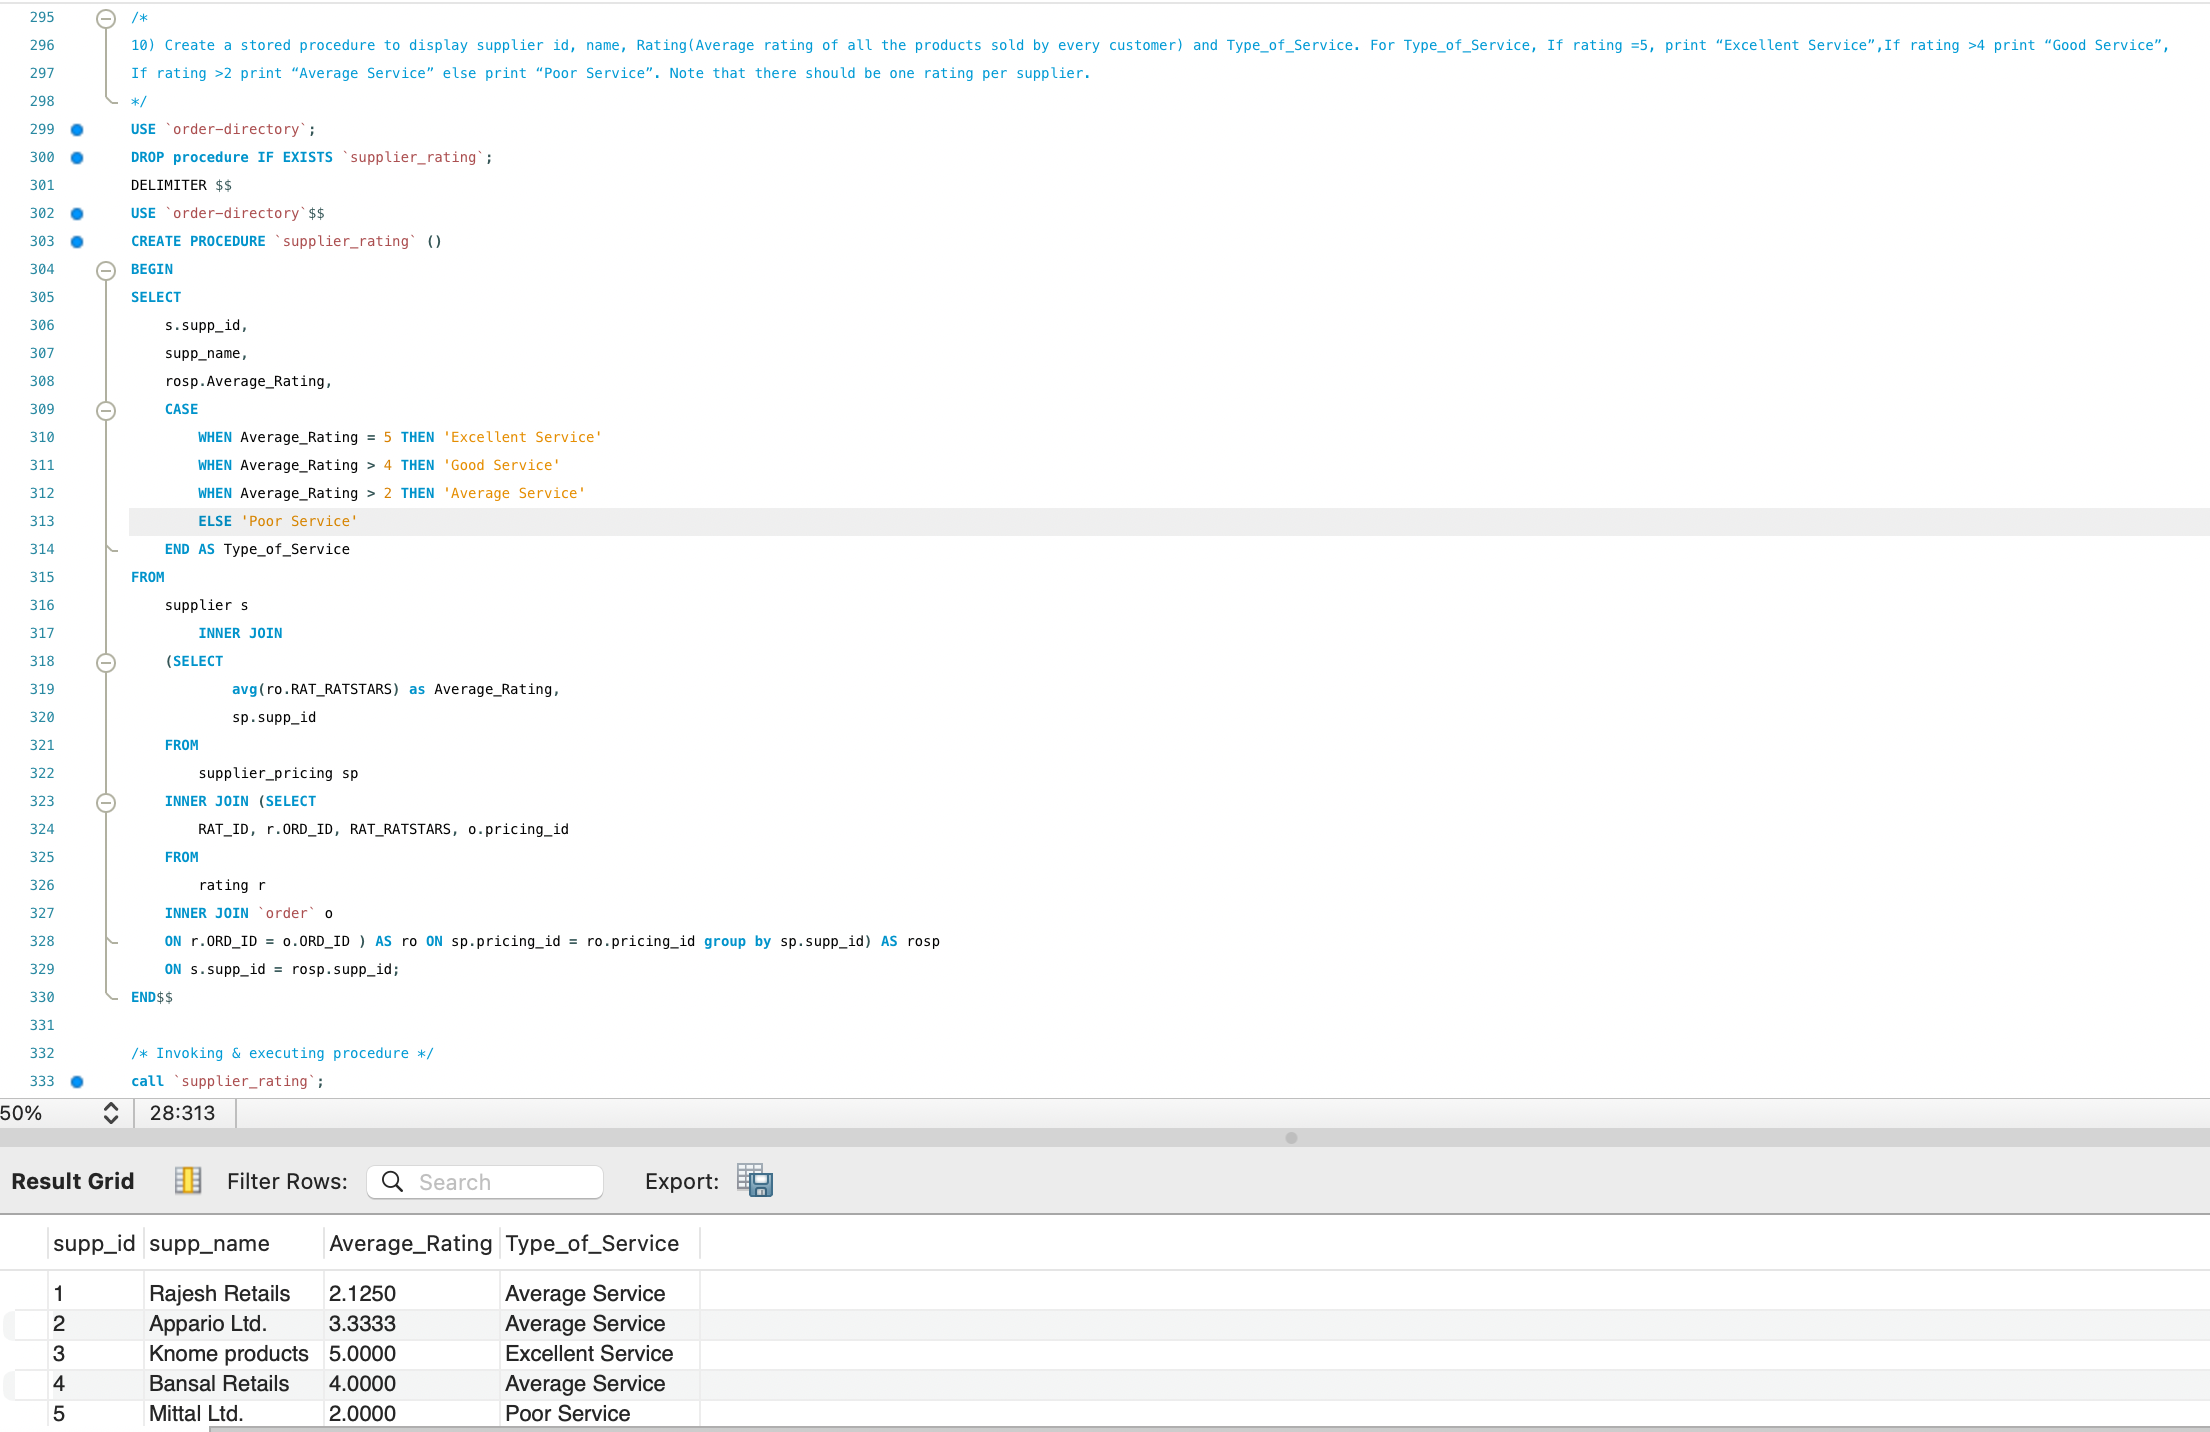 295 /*
296 10) Create a stored procedure to display supplier id, name, Rating(Average rating of all the products sold by every customer) and Type_of_Service. For Type_of_Service, If rating =5, print “Excellent Service”,If rating >4 print “Good Service”,
297 If rating >2 print “Average Service” else print “Poor Service”. Note that there should be one rating per supplier.
298 */
299 USE `order-directory`;
300 DROP procedure IF EXISTS `supplier_rating`;
301 DELIMITER $$
302 USE `order-directory`$$
303 CREATE PROCEDURE `supplier_rating` ()
304 BEGIN
305 SELECT
306 s.supp_id,
307 supp_name,
308 rosp.Average_Rating,
309 CASE
310 WHEN Average_Rating = 5 THEN 'Excellent Service'
311 WHEN Average_Rating > 4 THEN 'Good Service'
312 WHEN Average_Rating > 2 THEN 'Average Service'
313 ELSE 'Poor Service'
314 END AS Type_of_Service
315 FROM
316 supplier s
317 INNER JOIN
318 (SELECT
319 avg(ro.RAT_RATSTARS) as Average_Rating,
320 sp.supp_id
321 FROM
322 supplier_pricing sp
323 INNER JOIN (SELECT
324 RAT_ID, r.ORD_ID, RAT_RATSTARS, o.pricing_id
325 FROM
326 rating r
327 INNER JOIN `order` o
328 ON r.ORD_ID = o.ORD_ID ) AS ro ON sp.pricing_id = ro.pricing_id group by sp.supp_id) AS rosp
329 ON s.supp_id = rosp.supp_id;
330 END$$
331
332 /* Invoking & executing procedure */
333 call `supplier_rating`;
50% 28:313
Result Grid Filter Rows: Search Export:
supp_id supp_name Average_Rating Type_of_Service
1 Rajesh Retails 2.1250 Average Service
2 Appario Ltd. 3.3333 Average Service
3 Knome products 5.0000 Excellent Service
4 Bansal Retails 4.0000 Average Service
5 Mittal Ltd. 2.0000 Poor Service